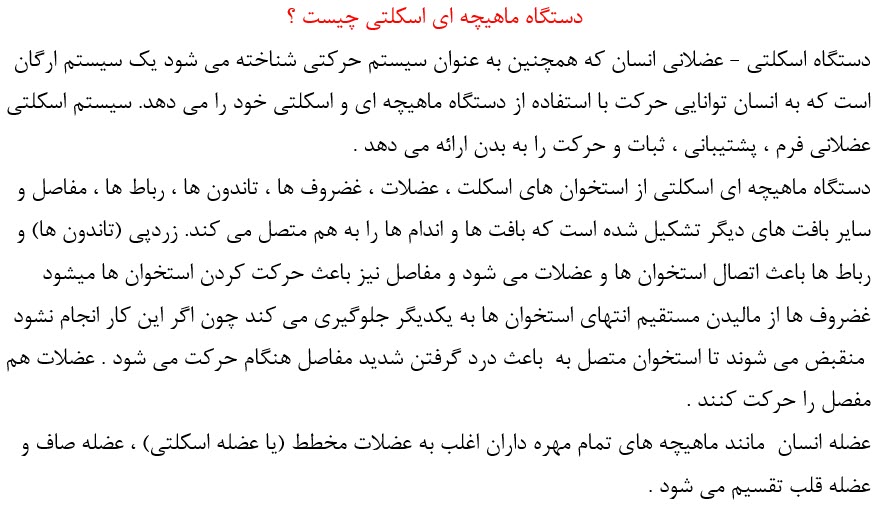 دستگاه ماهیچه ای اسکلتی چیست ؟
دستگاه اسکلتی – عضلانی انسان که همچنین به عنوان سیستم حرکتی شناخته می شود یک سیستم ارگان
است که به انسان توانایی حرکت با استفاده از دستگاه ماهیچه ای و اسکلتی خود را می دهد. سیستم اسکلتی
عضلانی فرم ، پشتیبانی ، ثبات و حرکت را به بدن ارائه می دهد .
دستگاه ماهیچه ای اسکلتی از استخوان های اسکلت ، عضلات ، غضروف ها ، تاندون ها ، رباط ها ، مفاصل و
سایر بافت های دیگر تشکیل شده است که بافت ها و اندام ها را به هم متصل می کند. زردپی (تاندون ها) و
رباط ها باعث اتصال استخوان ها و عضلات می شود و مفاصل نیز باعث حرکت کردن استخوان ها میشود
غضروف ها از مالیدن مستقیم انتهای استخوان ها به یکدیگر جلوگیری می کند چون اگر این کار انجام نشود
منقبض می شوند تا استخوان متصل به  باعث درد گرفتن شدید مفاصل هنگام حرکت می شود . عضلات هم
مفصل را حرکت کنند .
عضله انسان  مانند ماهیچه های تمام مهره داران اغلب به عضلات مخطط (یا عضله اسکلتی) ، عضله صاف و
عضله قلب تقسیم می شود .